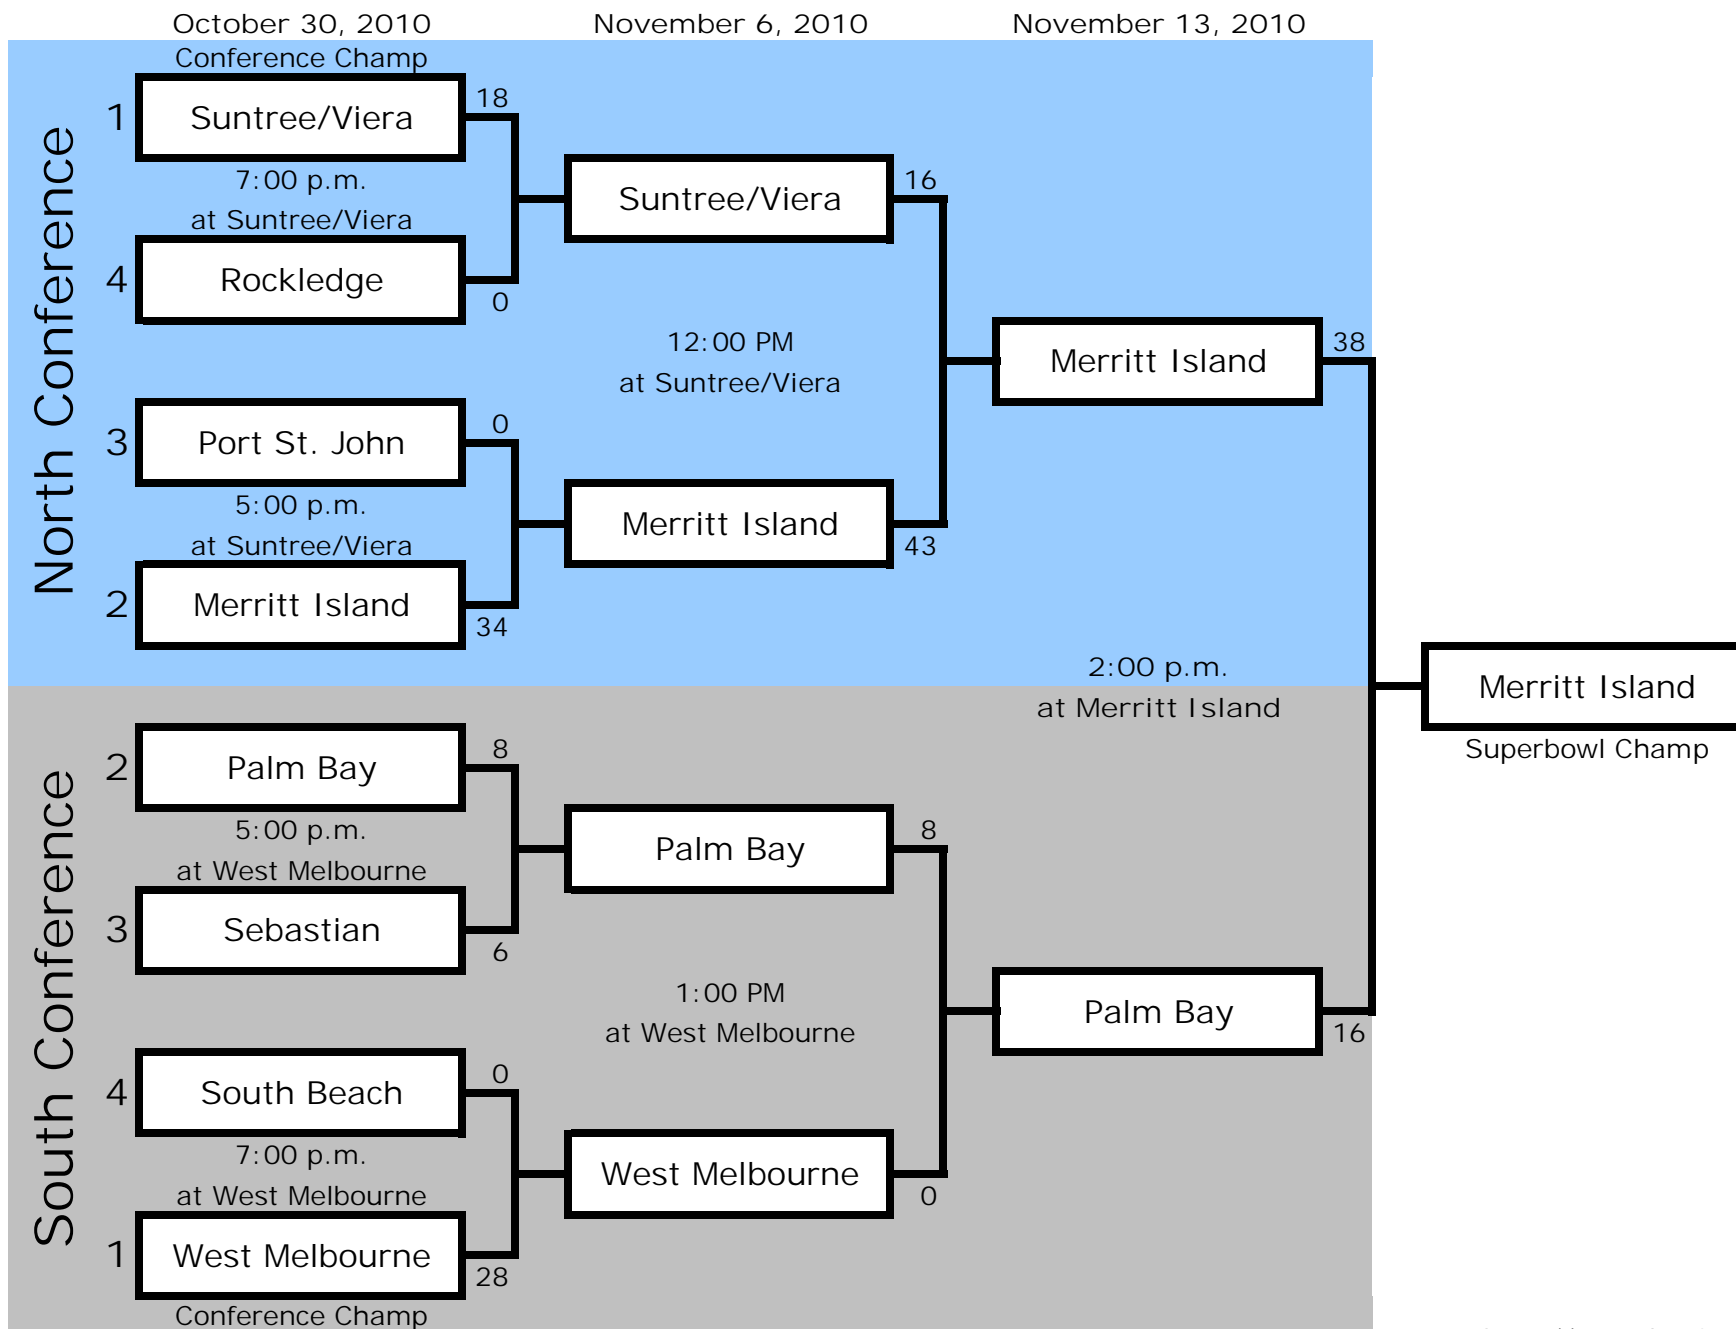 October 30, 2010
November 6, 2010
November 13, 2010
North Conference
Conference Champ
1
Suntree/Viera
18
7:00 p.m.
at Suntree/Viera
4
Rockledge
0
3
Port St. John
0
5:00 p.m.
at Suntree/Viera
2
Merritt Island
34
Suntree/Viera
16
12:00 PM
at Suntree/Viera
Merritt Island
43
Merritt Island
38
2:00 p.m.
at Merritt Island
Merritt Island
Superbowl Champ
South Conference
2
Palm Bay
8
5:00 p.m.
at West Melbourne
3
Sebastian
6
4
South Beach
0
7:00 p.m.
at West Melbourne
1
West Melbourne
28
Conference Champ
Palm Bay
8
1:00 PM
at West Melbourne
West Melbourne
0
Palm Bay
16